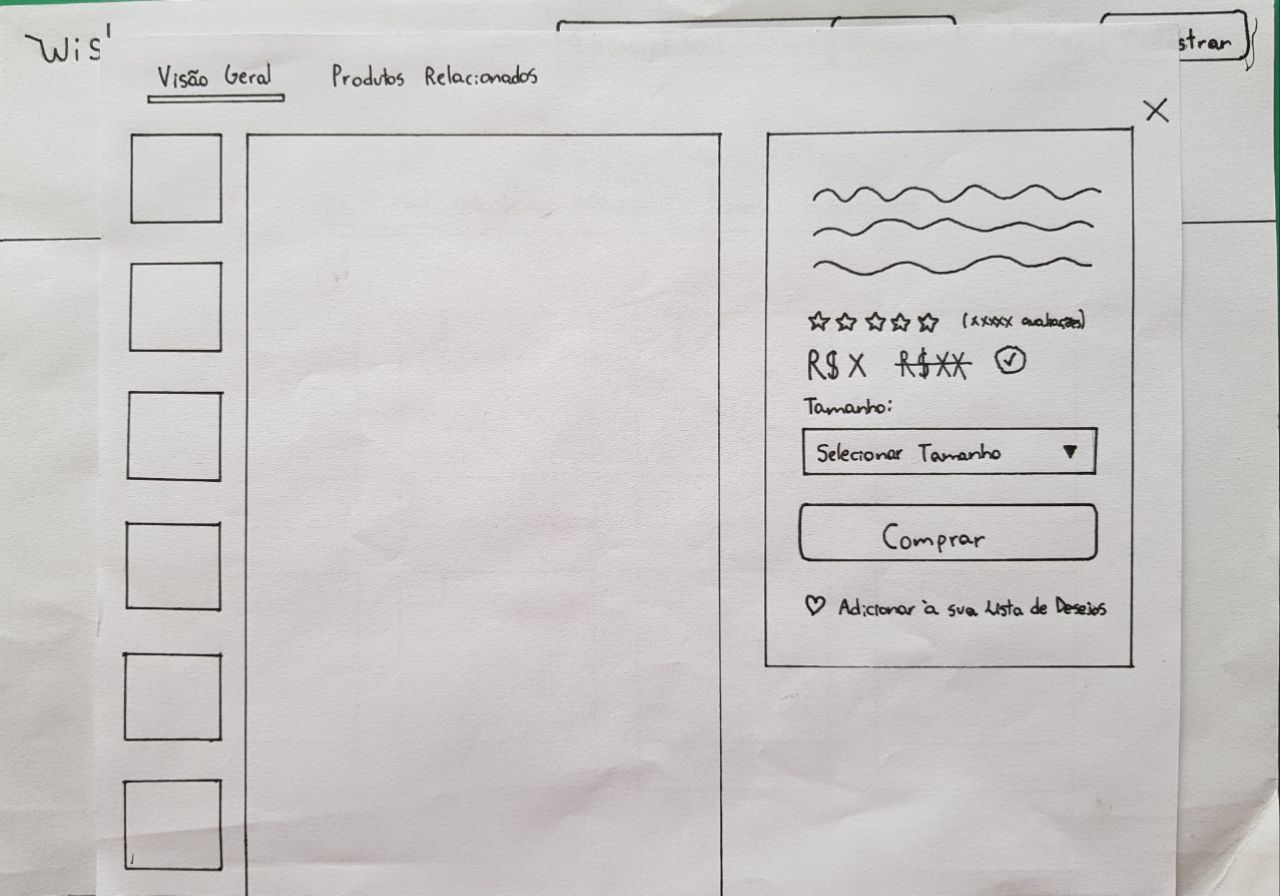 Wis
strar
Visão Geral Produtos Relacionados
X
(xxxxx avaliações)
R$ X R$ XX
Tamanho:
Selecionar Tamanho
Comprar
Adicionar à sua Lista de Desejos